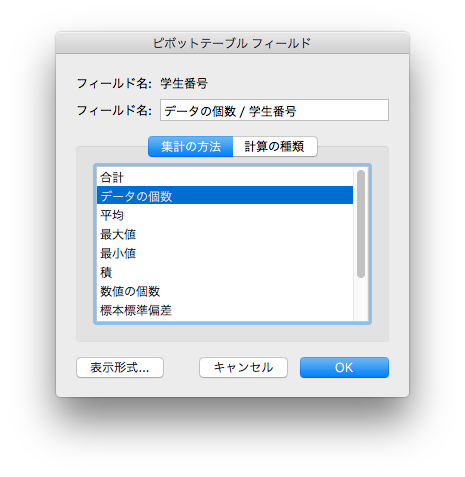 ピボットテーブル フィールド
フィールド名: 学生番号
フィールド名: データの個数 / 学生番号
集計の方法 計算の種類
合計
データの個数
平均
最大値
最小値
積
数値の個数
標本標準偏差
表示形式... キャンセル OK